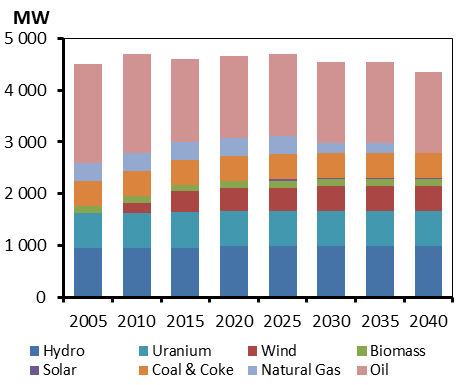 MW
5 000
4 000
3 000
2 000
1 000
0
2005 2010 2015 2020 2025 2030 2035 2040
Hydro Uranium Wind Biomass
Solar Coal & Coke Natural Gas Oil